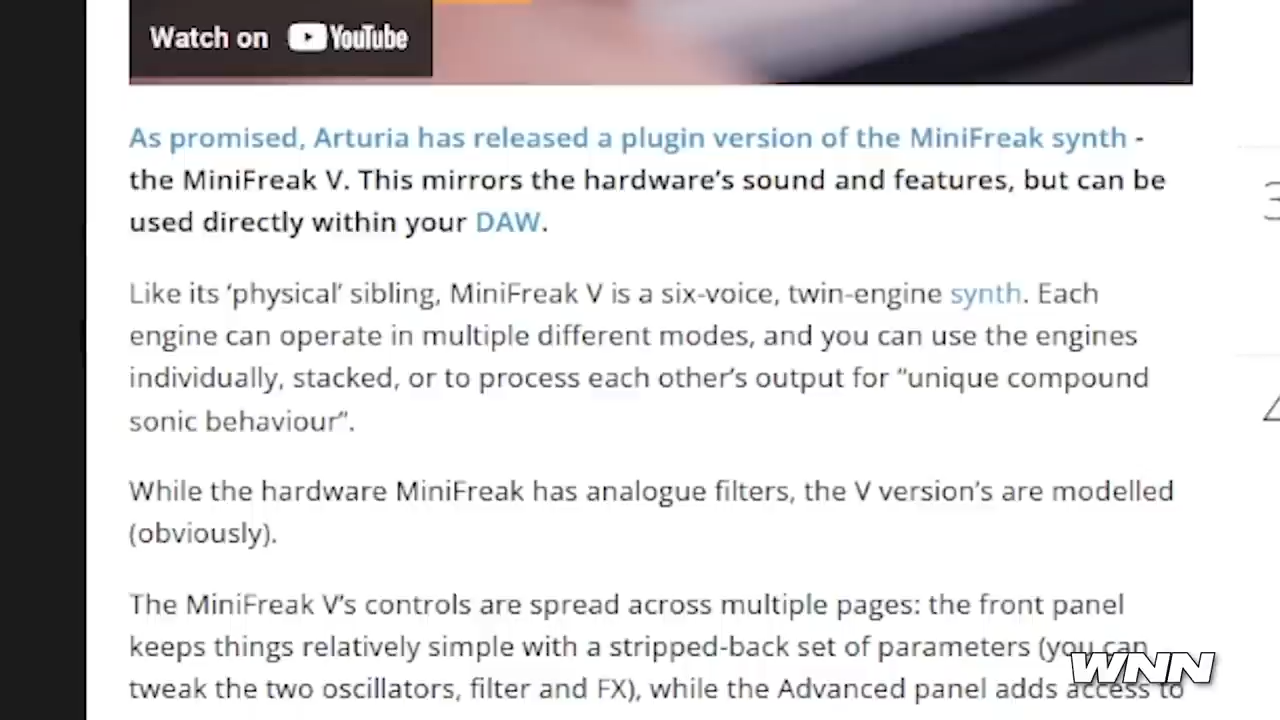 Watch on YouTube
As promised, Arturia has released a plugin version of the MiniFreak synth -
the MiniFreak V. This mirrors the hardware’s sound and features, but can be
used directly within your DAW.
Like its ‘physical’ sibling, MiniFreak V is a six-voice, twin-engine synth. Each
engine can operate in multiple different modes, and you can use the engines
individually, stacked, or to process each other’s output for “unique compound
sonic behaviour”.
While the hardware MiniFreak has analogue filters, the V version’s are modelled
(obviously).
The MiniFreak V’s controls are spread across multiple pages: the front panel
keeps things relatively simple with a stripped-back set of parameters (you can
tweak the two oscillators, filter and FX), while the Advanced panel adds access to
WNN